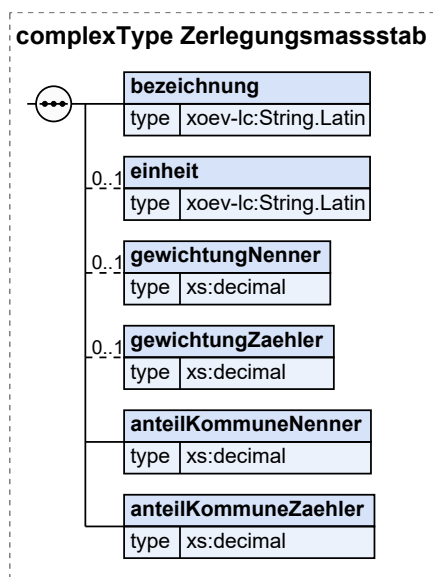 complexType Zerlegungsmassstab
bezeichnung
type xoev-lc:String.Latin
0..1
einheit
type xoev-lc:String.Latin
0..1
gewichtungNenner
type xs:decimal
0..1
gewichtungZaehler
type xs:decimal
anteilKommuneNenner
type xs:decimal
anteilKommuneZaehler
type xs:decimal